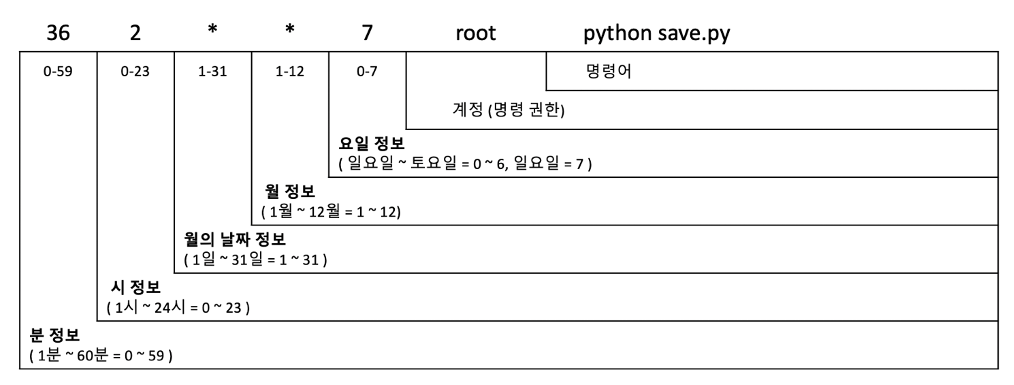 36 2 * * 7 root python save.py
0-59 0-23 1-31 1-12 0-7 명령어
계정 (명령 권한)
요일 정보
( 일요일 ~ 토요일 = 0 ~ 6, 일요일 = 7 )
월 정보
( 1월 ~ 12월 = 1 ~ 12)
월의 날짜 정보
( 1일 ~ 31일 = 1 ~ 31 )
시 정보
( 1시 ~ 24시 = 0 ~ 23 )
분 정보
( 1분 ~ 60분 = 0 ~ 59 )